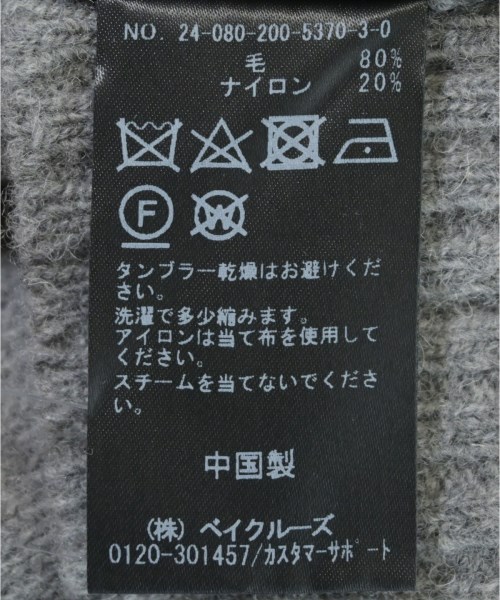 NO. 24-080-200-5370-3-0
毛 80%
ナイロン 20%
F W
タンブラー乾燥はお避けくだ
さい。
洗濯で多少縮みます。
アイロンは当て布を使用して
ください。
スチームを当てないでくださ
い。
中国製
(株) ベイクルーズ
0120-301457/ｶｽﾀﾏｰｻﾎﾟｰﾄ